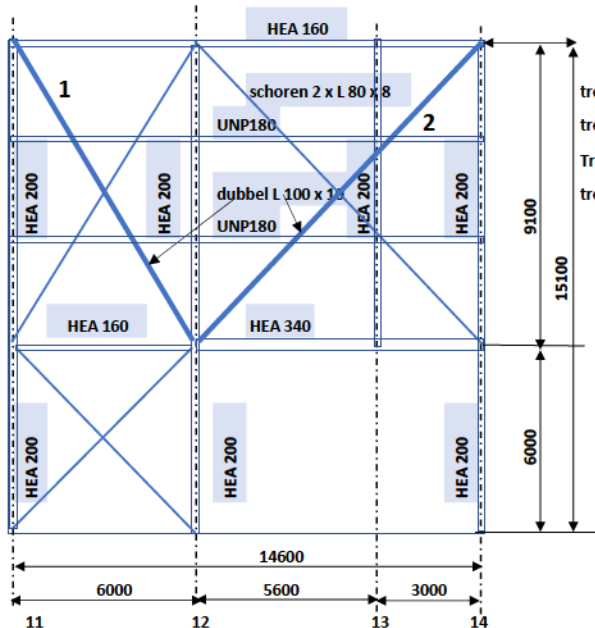 HEA 160
1
schoren 2 x L 80 x 8
2
UNP180
HEA 200
HEA 200
HEA 200
HEA 200
dubbel L 100 x 10
UNP180
HEA 160
HEA 340
HEA 200
HEA 200
HEA 200
9100
15100
6000
14600
6000
5600
3000
11
12
13
14